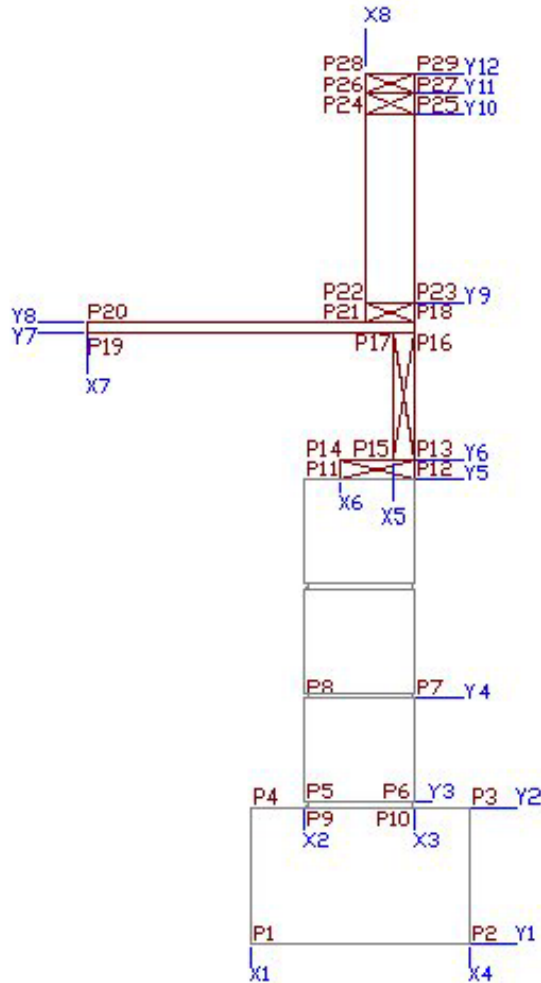 X8
P28 P29 Y12
P26 P27 Y11
P24 P25 Y10
P22 P23 Y9
Y8 P20 P21 P18
Y7 P19 P17 P16
X7
P14 P15 P13 Y6
P11 P12 Y5
X6 X5
P8 P7 Y4
P5 P6 Y3
P4 P3 Y2
P9 P10
X2 X3
P1 P2 Y1
X1 X4